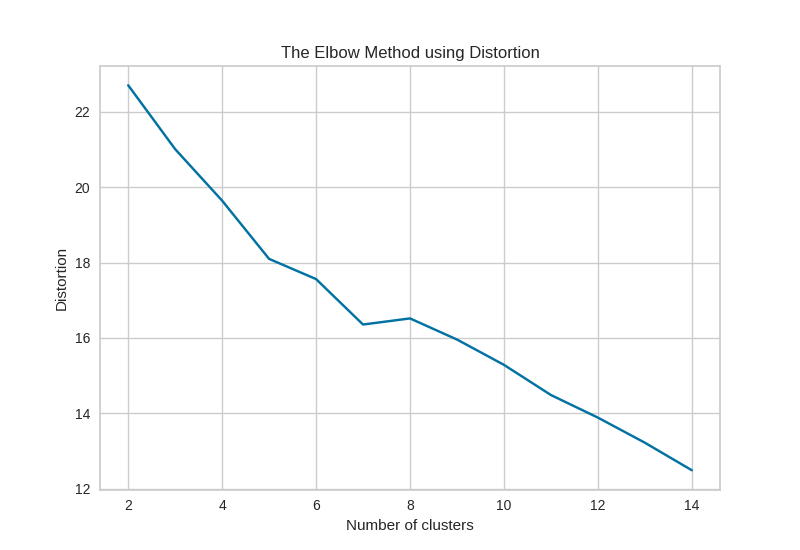 The Elbow Method using Distortion
22
20
18
16
14
12
Distortion
2 4 6 8 10 12 14
Number of clusters